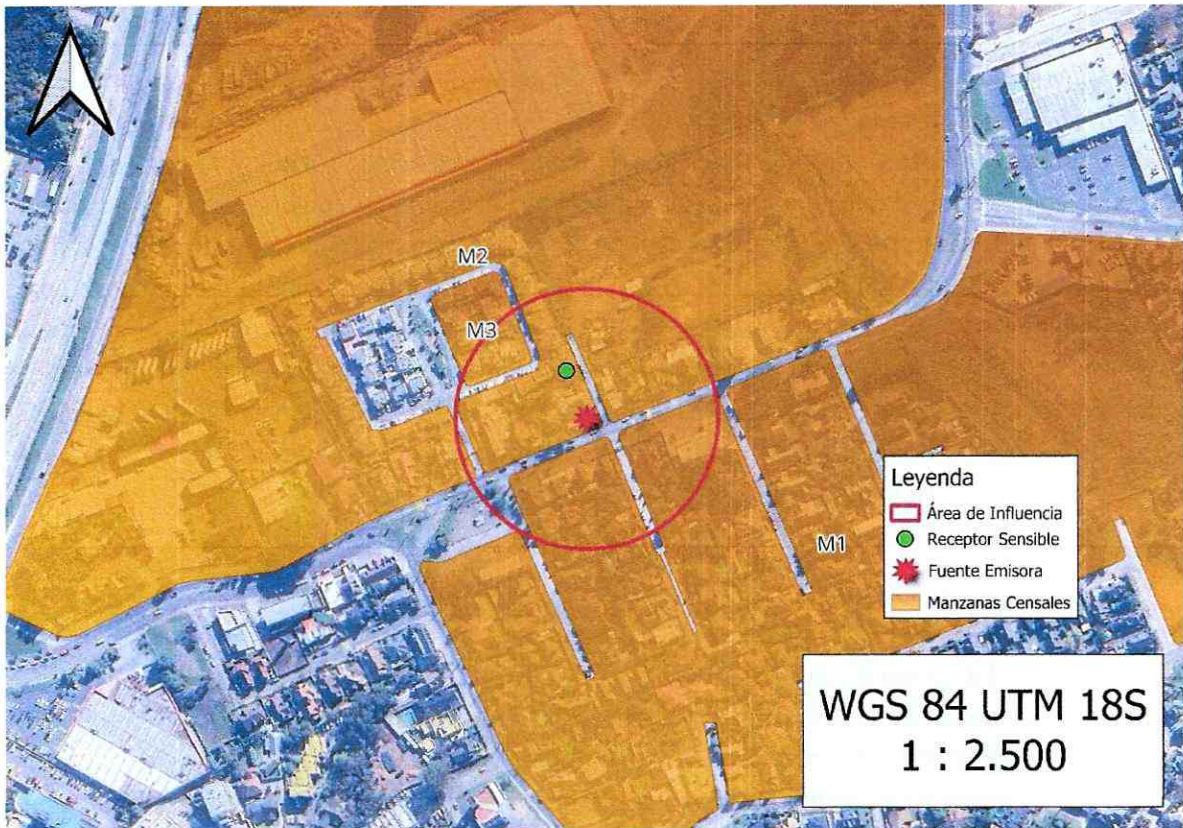 M2
M3
M1
Leyenda
Área de Influencia
Receptor Sensible
Fuente Emisora
Manzanas Censales
WGS 84 UTM 18S
1 : 2.500